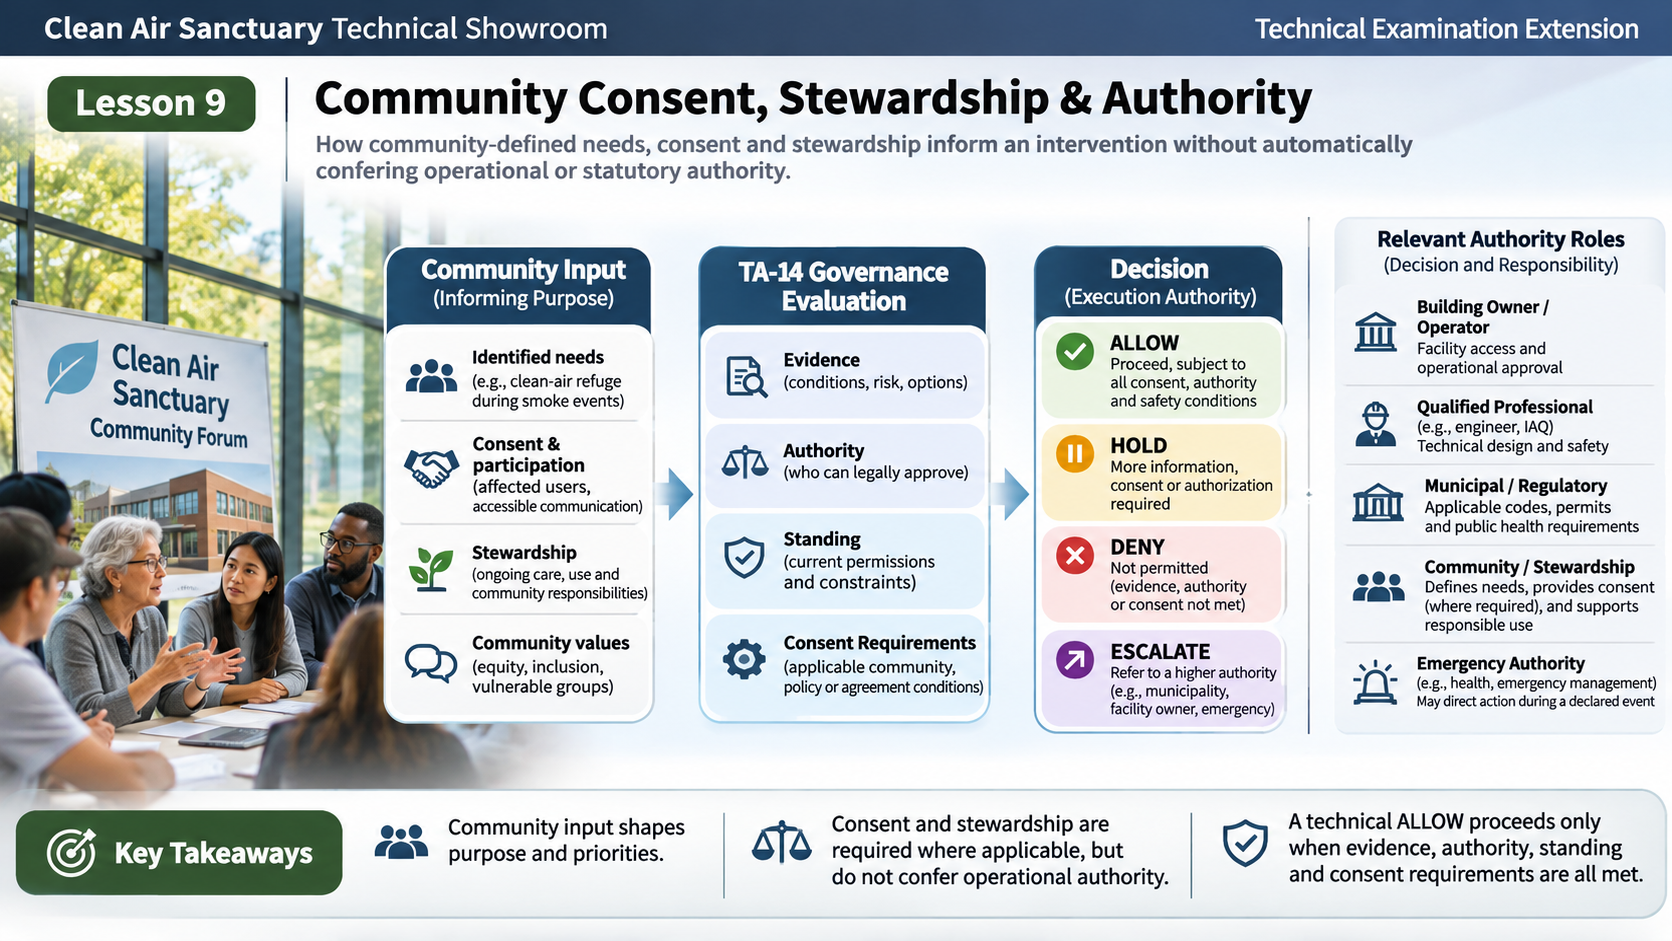 Clean Air Sanctuary Technical Showroom
Technical Examination Extension
Lesson 9
Community Consent, Stewardship & Authority
How community-defined needs, consent and stewardship inform an intervention without automatically
confering operational or statutory authority.
Clean Air
Sanctuary
Community Forum
Community Input
(Informing Purpose)
Identified needs
(e.g., clean-air refuge
during smoke events)
Consent &
participation
(affected users,
accessible communication)
Stewardship
(ongoing care, use and
community responsibilities)
Community values
(equity, inclusion,
vulnerable groups)
TA-14 Governance
Evaluation
Evidence
(conditions, risk, options)
Authority
(who can legally approve)
Standing
(current permissions
and constraints)
Consent Requirements
(applicable community,
policy or agreement conditions)
Decision
(Execution Authority)
ALLOW
Proceed, subject to
all consent, authority
and safety conditions
HOLD
More information,
consent or authorization
required
DENY
Not permitted
(evidence, authority
or consent not met)
ESCALATE
Refer to a higher authority
(e.g., municipality,
facility owner, emergency)
Relevant Authority Roles
(Decision and Responsibility)
Building Owner /
Operator
Facility access and
operational approval
Qualified Professional
(e.g., engineer, IAQ)
Technical design and safety
Municipal / Regulatory
Applicable codes, permits
and public health requirements
Community / Stewardship
Defines needs, provides consent
(where required), and supports
responsible use
Emergency Authority
(e.g., health, emergency management)
May direct action during a declared event
Key Takeaways
Community input shapes
purpose and priorities.
Consent and stewardship are
required where applicable, but
do not confer operational authority.
A technical ALLOW proceeds only
when evidence, authority, standing
and consent requirements are all met.